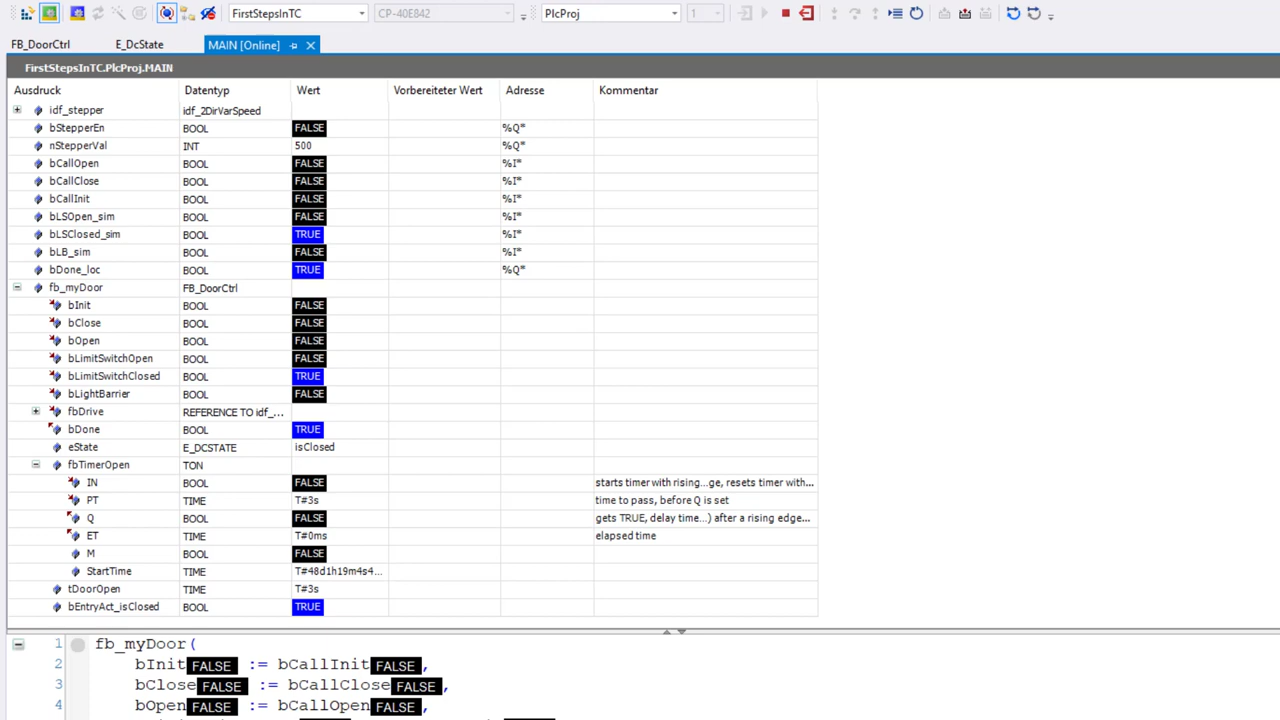 FirstStepsInTC CP-40E842 PlcProj 1
FB_DoorCtrl E_DcState MAIN [Online]
FirstStepsInTC.PlcProj.MAIN
Ausdruck Datentyp Wert Vorbereiteter Wert Adresse Kommentar
idf_stepper idf_2DirVarSpeed
bStepperEn BOOL FALSE %Q*
nStepperVal INT 500 %Q*
bCallOpen BOOL FALSE %I*
bCallClose BOOL FALSE %I*
bCallInit BOOL FALSE %I*
bLSOpen_sim BOOL FALSE %I*
bLSClosed_sim BOOL TRUE %I*
bLB_sim BOOL FALSE %I*
bDone_loc BOOL TRUE %Q*
fb_myDoor FB_DoorCtrl
bInit BOOL FALSE
bClose BOOL FALSE
bOpen BOOL FALSE
bLimitSwitchOpen BOOL FALSE
bLimitSwitchClosed BOOL TRUE
bLightBarrier BOOL FALSE
fbDrive REFERENCE TO idf_...
bDone BOOL TRUE
eState E_DCSTATE isClosed
fbTimerOpen TON
IN BOOL FALSE starts timer with rising...ge, resets timer with...
PT TIME T#3s time to pass, before Q is set
Q BOOL FALSE gets TRUE, delay time...) after a rising edge...
ET TIME T#0ms elapsed time
M BOOL FALSE
StartTime TIME T#48d1h19m4s4...
tDoorOpen TIME T#3s
bEntryAct_isClosed BOOL TRUE
1 fb_myDoor(
2 bInit FALSE := bCallInit FALSE ,
3 bClose FALSE := bCallClose FALSE ,
4 bOpen FALSE := bCallOpen FALSE ,